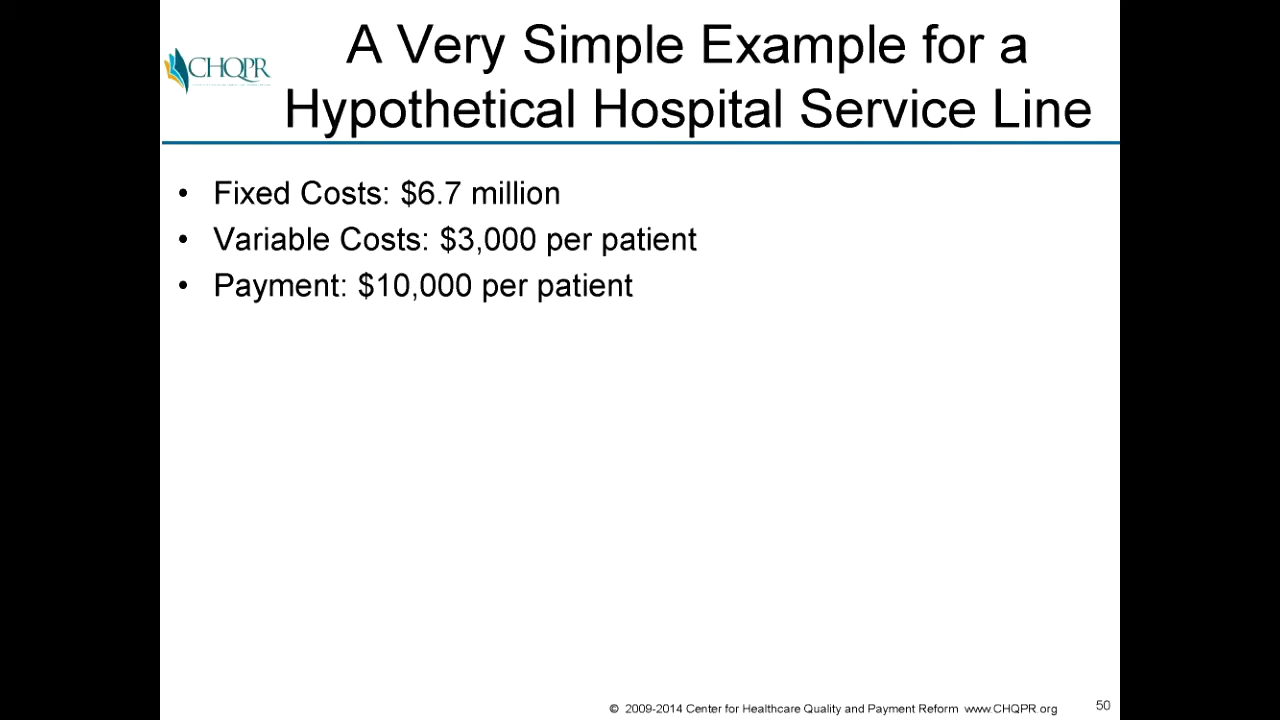 A Very Simple Example for a
Hypothetical Hospital Service Line
CHQPR
• Fixed Costs: $6.7 million
• Variable Costs: $3,000 per patient
• Payment: $10,000 per patient
© 2009-2014 Center for Healthcare Quality and Payment Reform www.CHQPR.org
50